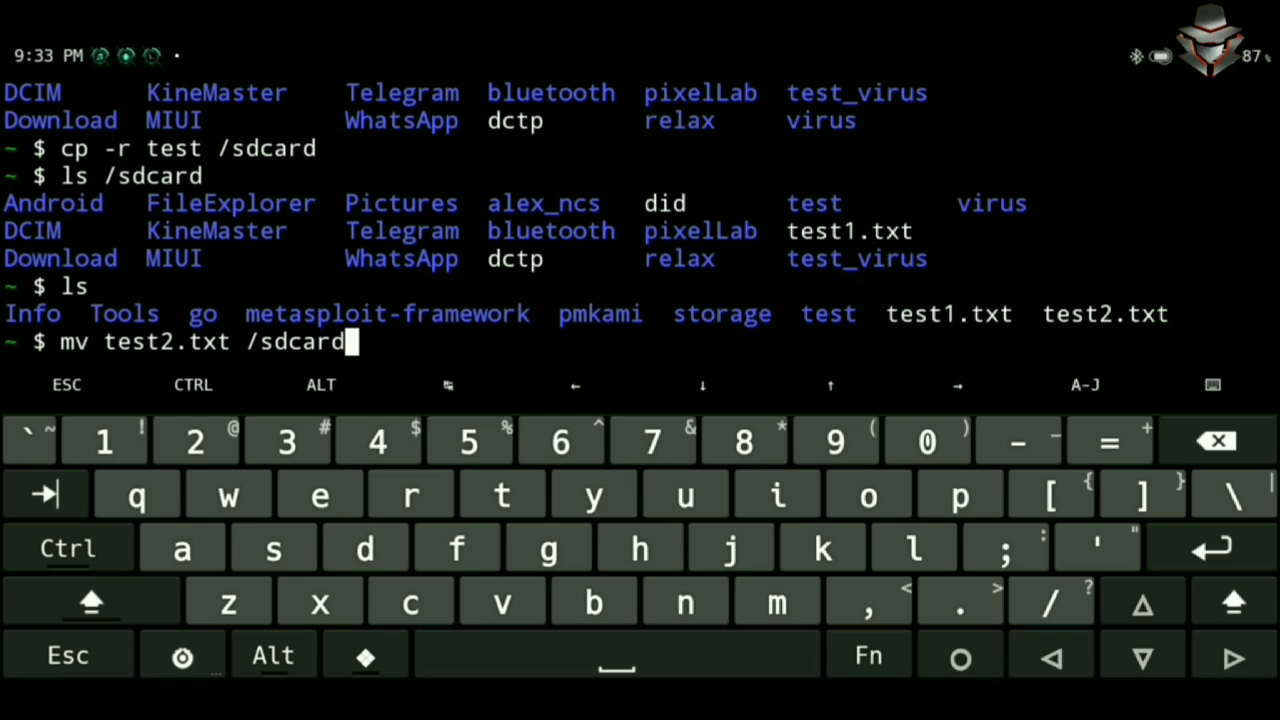 9:33 PM 87%
DCIM KineMaster Telegram bluetooth pixelLab test_virus
Download MIUI WhatsApp dctp relax virus
~ $ cp -r test /sdcard
~ $ ls /sdcard
Android FileExplorer Pictures alex_ncs did test virus
DCIM KineMaster Telegram bluetooth pixelLab test1.txt
Download MIUI WhatsApp dctp relax test_virus
~ $ ls
Info Tools go metasploit-framework pmkami storage test test1.txt test2.txt
~ $ mv test2.txt /sdcard
ESC CTRL ALT ↹ ← ↓ ↑ → A-J
` ~ 1 ! 2 @ 3 # 4 $ 5 % 6 ^ 7 & 8 * 9 ( 0 ) - _ = +
q w e r t y u i o p [ { ] } \ |
Ctrl a s d f g h j k l ; : ' "
z x c v b n m , < . > / ?
Esc Alt Fn